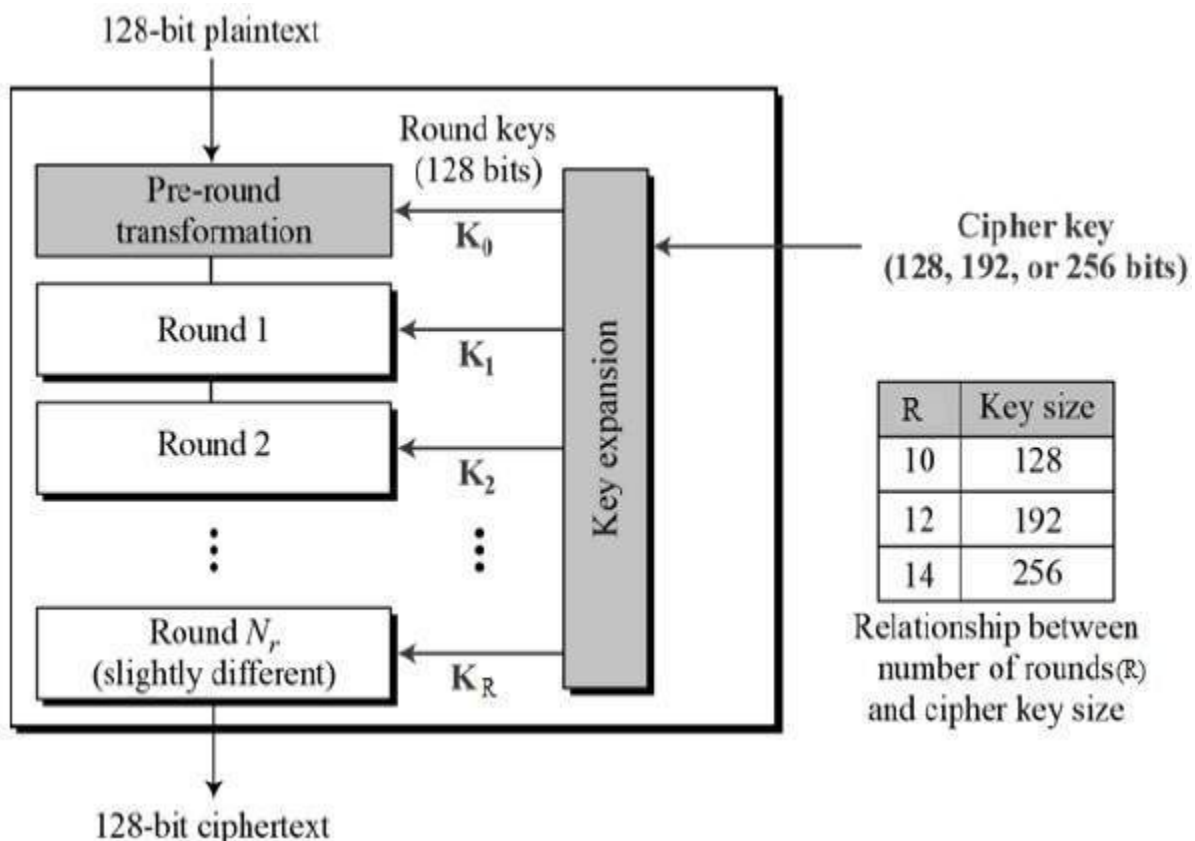 128-bit plaintext
Round keys
(128 bits)
Pre-round
transformation
K0
Cipher key
(128, 192, or 256 bits)
Round 1
K1
Key expansion
Round 2
K2
R Key size
10 128
12 192
14 256
Relationship between
number of rounds(R)
and cipher key size
Round Nr
(slightly different)
KR
128-bit ciphertext